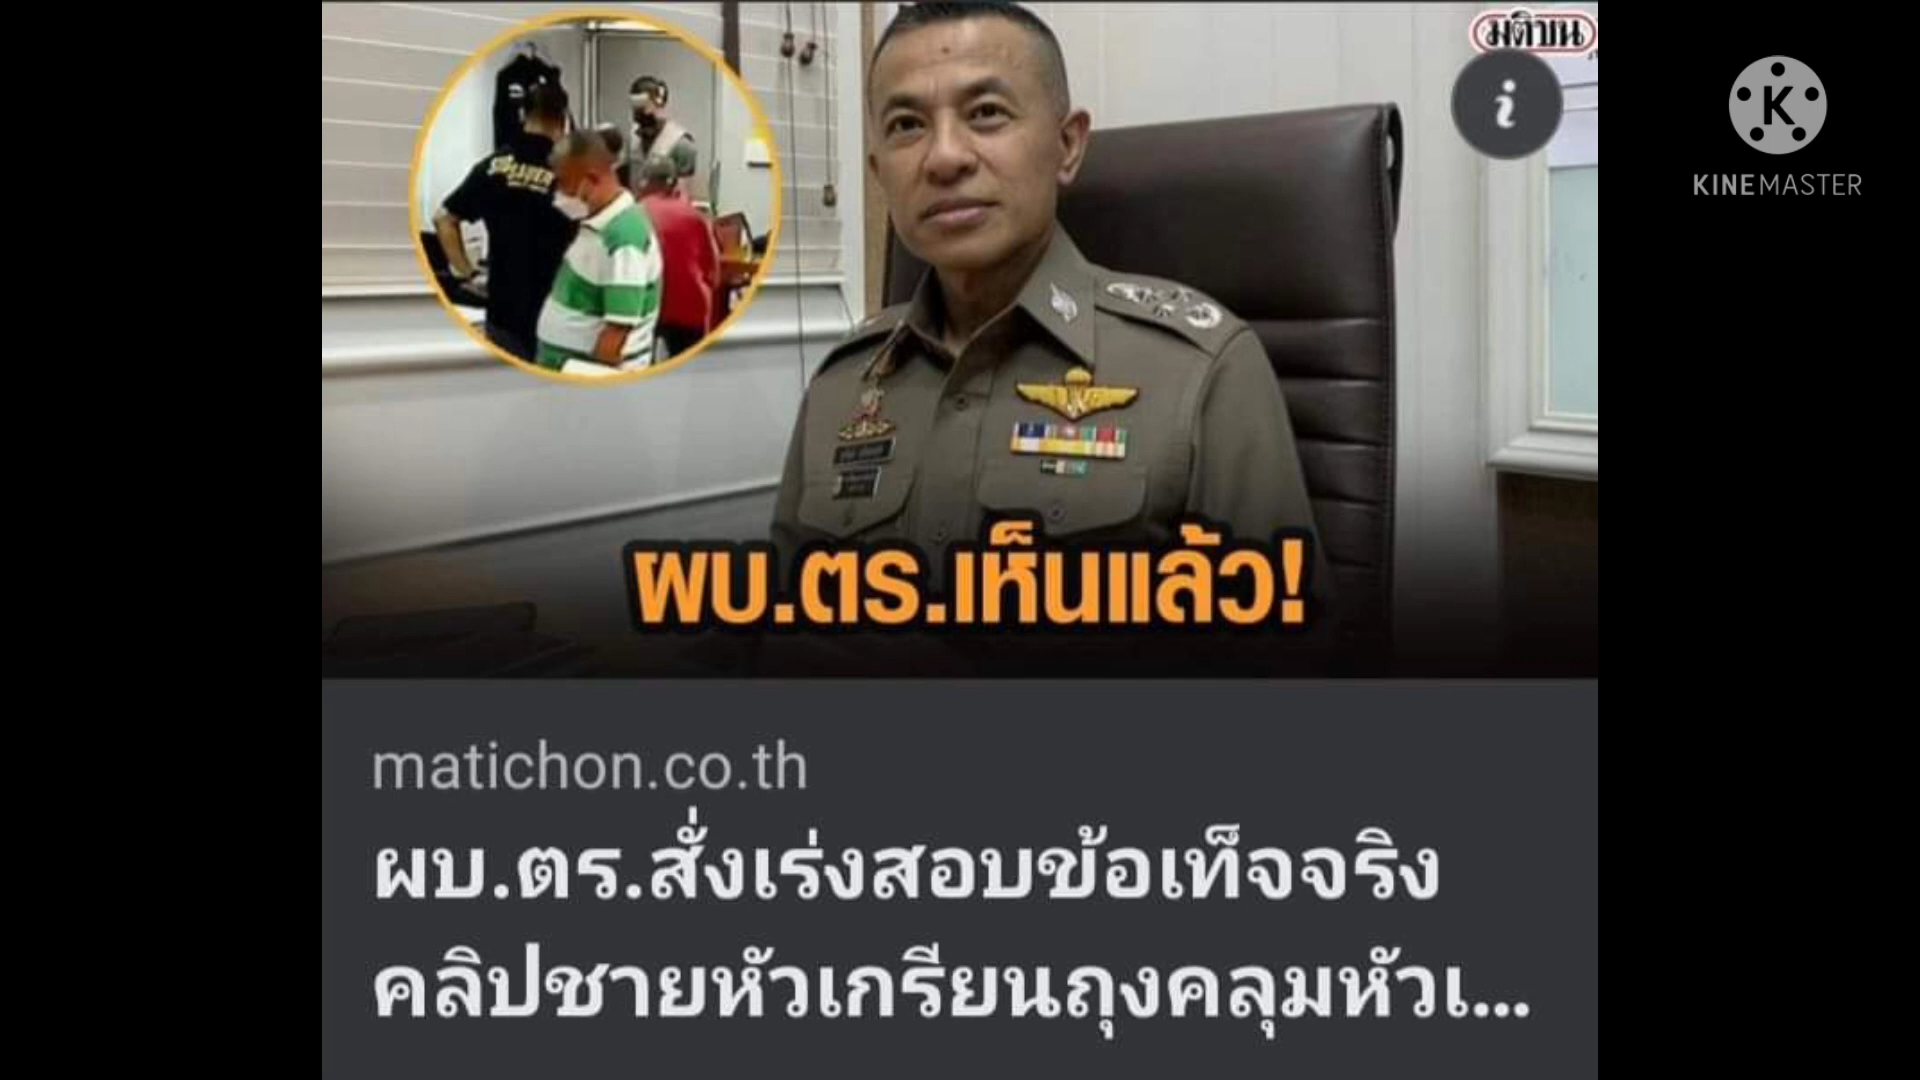 มติชน
i
K
KINEMASTER
ผบ.ตร.เห็นแล้ว!
matichon.co.th
ผบ.ตร.สั่งเร่งสอบข้อเท็จจริง
คลิปชายหัวเกรียนถุงคลุมหัวเ...